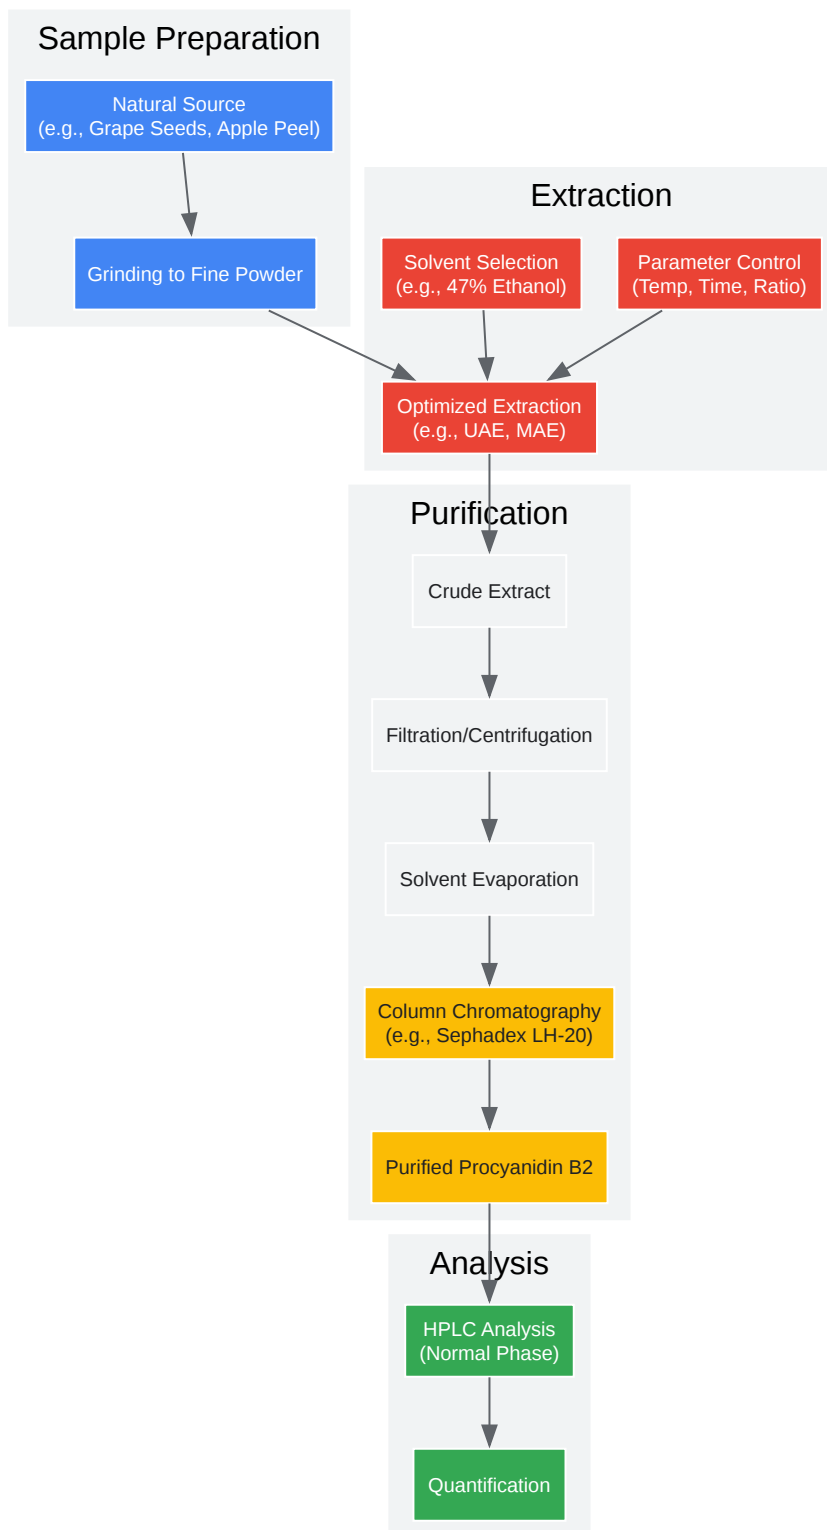 Sample Preparation
Natural Source
(e.g., Grape Seeds, Apple Peel)
Grinding to Fine Powder
Extraction
Solvent Selection
(e.g., 47% Ethanol)
Parameter Control
(Temp, Time, Ratio)
Optimized Extraction
(e.g., UAE, MAE)
Purification
Crude Extract
Filtration/Centrifugation
Solvent Evaporation
Column Chromatography
(e.g., Sephadex LH-20)
Purified Procyanidin B2
Analysis
HPLC Analysis
(Normal Phase)
Quantification